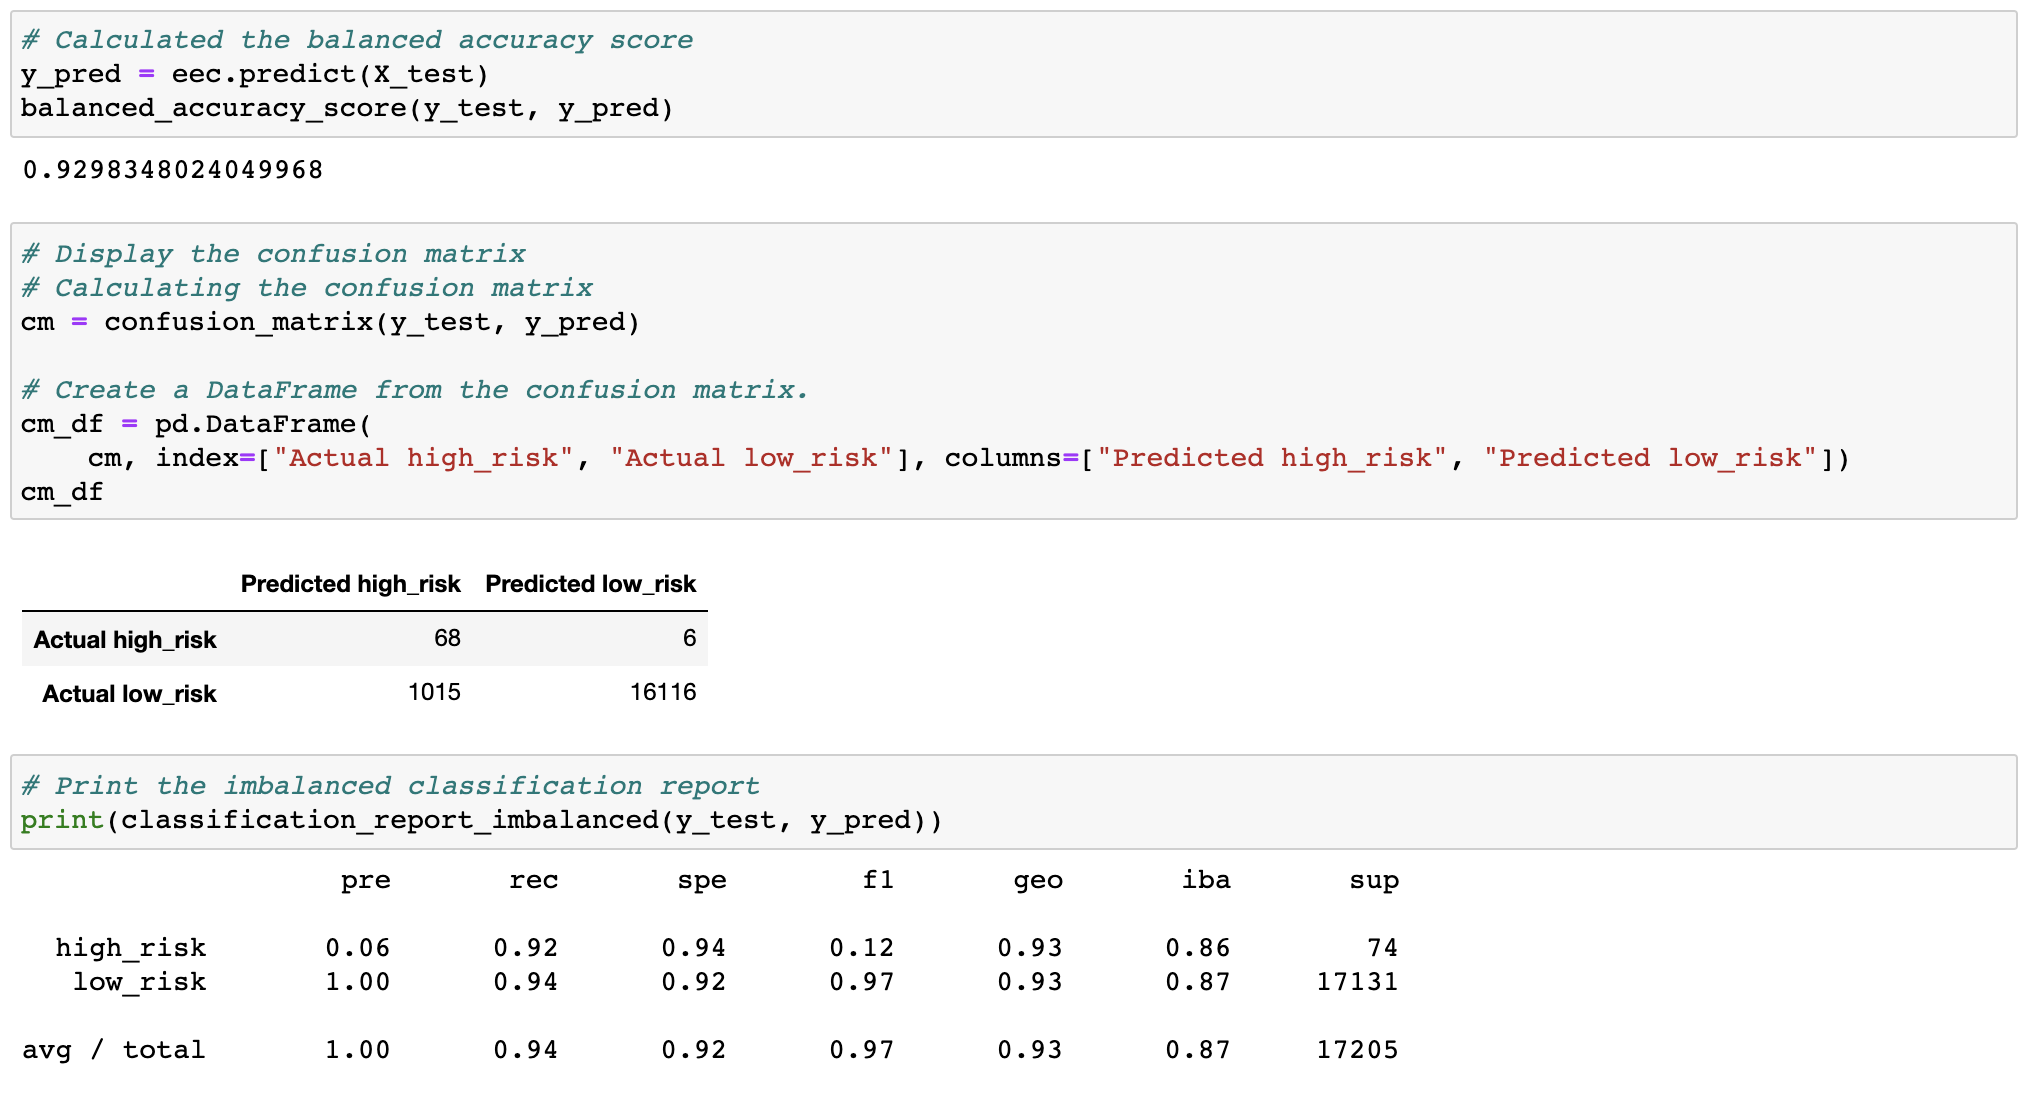 # Calculated the balanced accuracy score
y_pred = eec.predict(X_test)
balanced_accuracy_score(y_test, y_pred)
0.9298348024049968
# Display the confusion matrix
# Calculating the confusion matrix
cm = confusion_matrix(y_test, y_pred)
# Create a DataFrame from the confusion matrix.
cm_df = pd.DataFrame(
    cm, index=["Actual high_risk", "Actual low_risk"], columns=["Predicted high_risk", "Predicted low_risk"])
cm_df
Predicted high_risk Predicted low_risk
Actual high_risk 68 6
Actual low_risk 1015 16116
# Print the imbalanced classification report
print(classification_report_imbalanced(y_test, y_pred))
pre rec spe f1 geo iba sup
high_risk 0.06 0.92 0.94 0.12 0.93 0.86 74
low_risk 1.00 0.94 0.92 0.97 0.93 0.87 17131
avg / total 1.00 0.94 0.92 0.97 0.93 0.87 17205